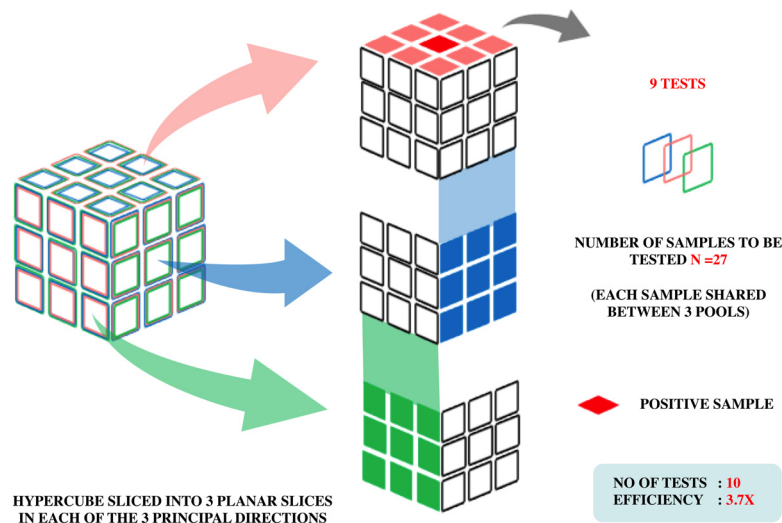 9 TESTS
NUMBER OF SAMPLES TO BE
TESTED N =27
(EACH SAMPLE SHARED
BETWEEN 3 POOLS)
POSITIVE SAMPLE
NO OF TESTS : 10
EFFICIENCY : 3.7X
HYPERCUBE SLICED INTO 3 PLANAR SLICES
IN EACH OF THE 3 PRINCIPAL DIRECTIONS